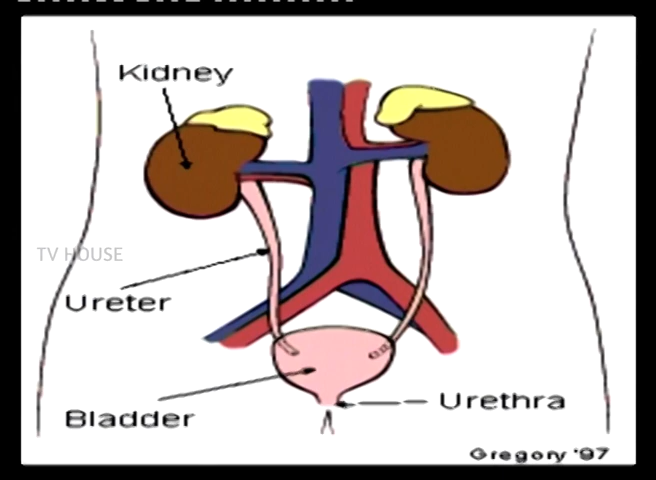 Kidney
TV HOUSE
Ureter
Bladder
Urethra
Gregory '97